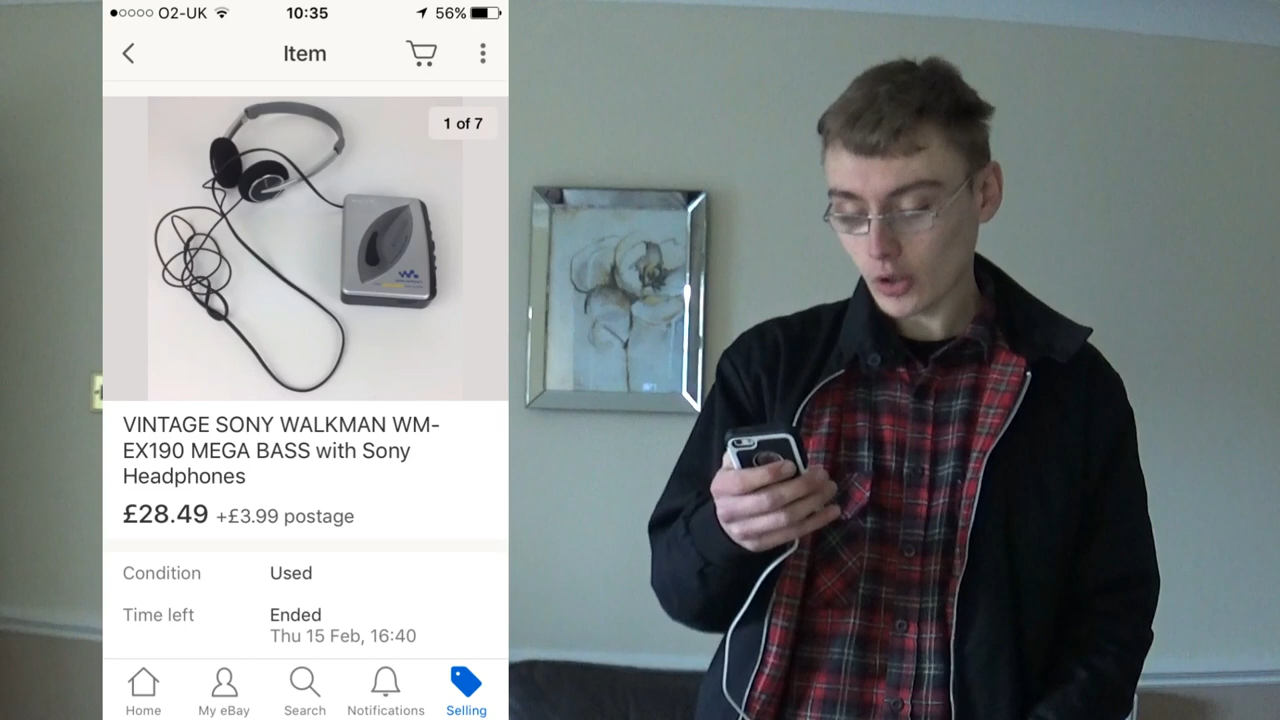 O2-UK 10:35 56%
Item
1 of 7
VINTAGE SONY WALKMAN WM-
EX190 MEGA BASS with Sony
Headphones
£28.49 +£3.99 postage
Condition Used
Time left Ended
Thu 15 Feb, 16:40
Home My eBay Search Notifications Selling